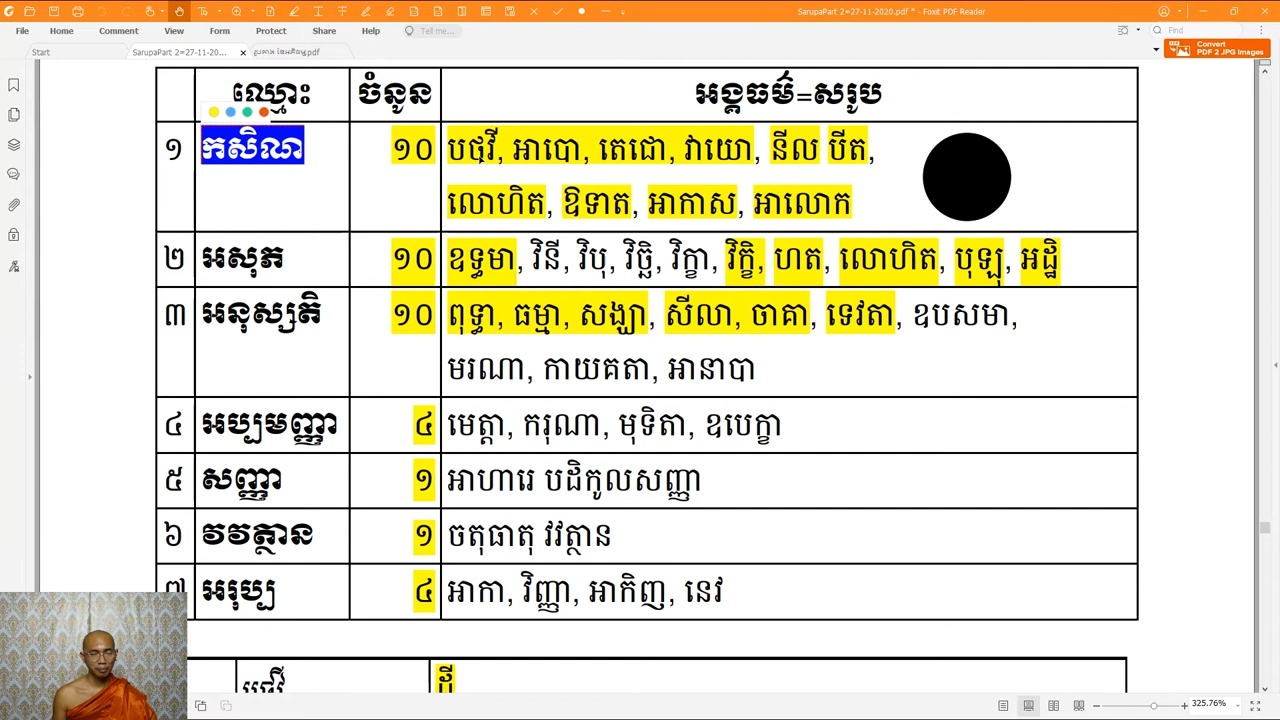 SarupaPart 2=27-11-2020.pdf * - Foxit PDF Reader
File Home Comment View Form Protect Share Help Tell me... Find
Start SarupaPart 2=27-11-20... Convert PDF 2 JPG Images
ឈ្មោះ ចំនួន អង្គធម៌=សរូប
១ កសិណ ១០ បថវី, អាបោ, តេជោ, វាយោ, នីល បីត,
លោហិត, ឱទាត, អាកាស, អាលោក
២ អសុភ ១០ ឧទ្ធមា, វិនី, វិបុ, វិច្ឆិ, វិក្ខា, វិក្ខិ, ហត, លោហិត, បុឡុ, អដ្ឋិ
៣ អនុស្សតិ ១០ ពុទ្ធា, ធម្មា, សង្ឃា, សីលា, ចាគា, ទេវតា, ឧបសមា,
មរណា, កាយគតា, អានាបា
៤ អប្បមញ្ញា ៤ មេត្តា, ករុណា, មុទិតា, ឧបេក្ខា
៥ សញ្ញា ១ អាហារេ បដិកូលសញ្ញា
៦ វវត្ថាន ១ ចតុធាតុ វវត្ថាន
៧ អរុប្ប ៤ អាកា, វិញ្ញា, អាកិញ, នេវ
325.76%